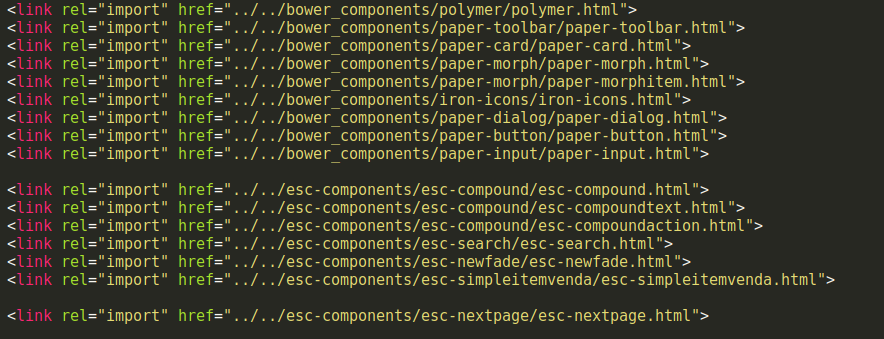 <link rel="import" href="../../bower_components/polymer/polymer.html">
<link rel="import" href="../../bower_components/paper-toolbar/paper-toolbar.html">
<link rel="import" href="../../bower_components/paper-card/paper-card.html">
<link rel="import" href="../../bower_components/paper-morph/paper-morph.html">
<link rel="import" href="../../bower_components/paper-morph/paper-morphitem.html">
<link rel="import" href="../../bower_components/iron-icons/iron-icons.html">
<link rel="import" href="../../bower_components/paper-dialog/paper-dialog.html">
<link rel="import" href="../../bower_components/paper-button/paper-button.html">
<link rel="import" href="../../bower_components/paper-input/paper-input.html">

<link rel="import" href="../../esc-components/esc-compound/esc-compound.html">
<link rel="import" href="../../esc-components/esc-compound/esc-compoundtext.html">
<link rel="import" href="../../esc-components/esc-compound/esc-compoundaction.html">
<link rel="import" href="../../esc-components/esc-search/esc-search.html">
<link rel="import" href="../../esc-components/esc-newfade/esc-newfade.html">
<link rel="import" href="../../esc-components/esc-simpleitemvenda/esc-simpleitemvenda.html">

<link rel="import" href="../../esc-components/esc-nextpage/esc-nextpage.html">